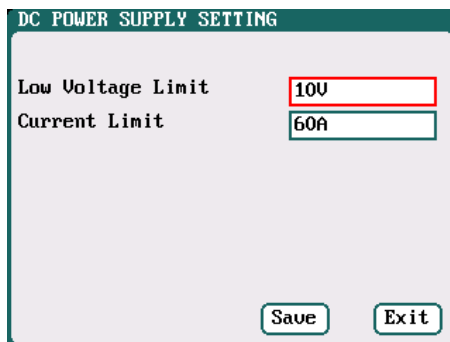 DC POWER SUPPLY SETTING
Low Voltage Limit 10V
Current Limit 60A
Save Exit